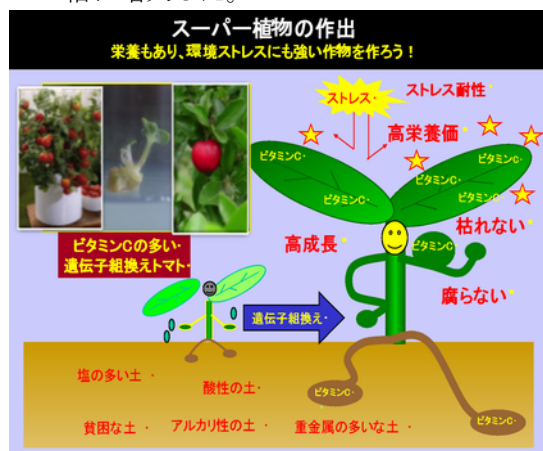 スーパー植物の作出
栄養もあり、環境ストレスにも強い作物を作ろう！
ストレス・
ストレス耐性
高栄養価
ビタミンC・
ビタミンC・
ビタミンC・
ビタミンC・
ビタミンC・
ビタミンCの多い・
遺伝子組換えトマト・
高成長
ビタミンC・
枯れない
腐らない
遺伝子組換え・
塩の多い土・
酸性の土・
ビタミンC・
貧困な土・
アルカリ性の土・
重金属の多いな土・
ビタミンC・